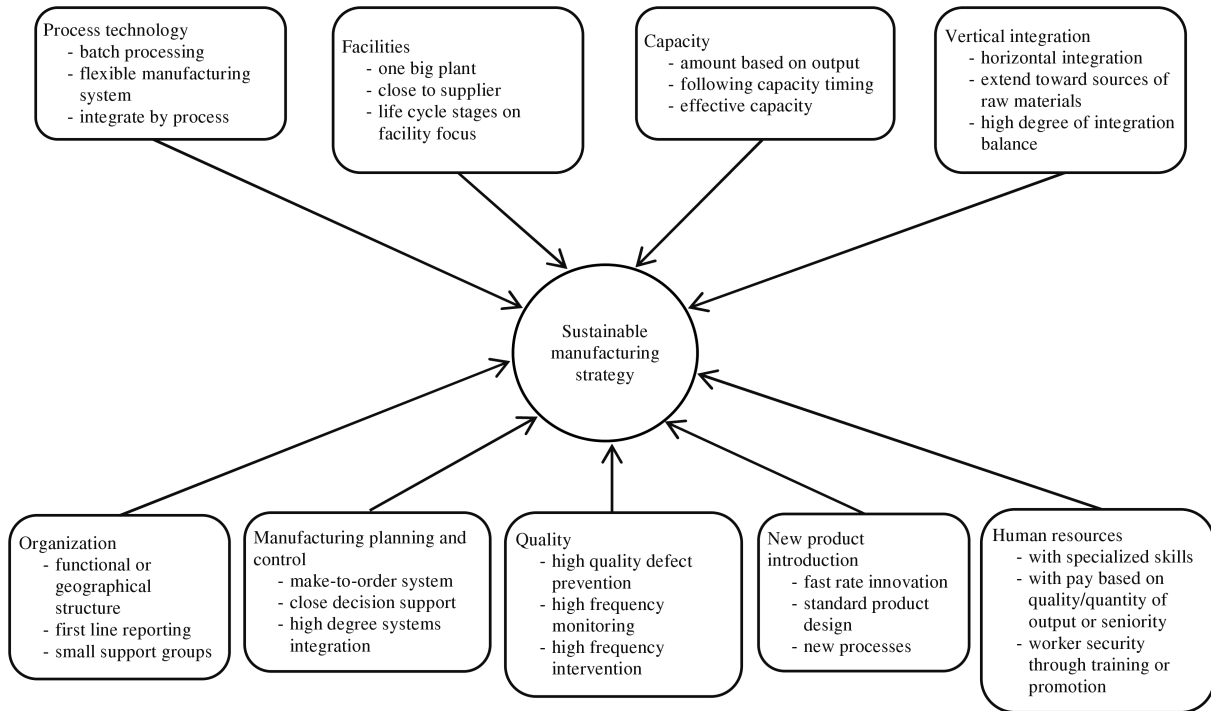 Process technology
- batch processing
- flexible manufacturing
system
- integrate by process
Facilities
- one big plant
- close to supplier
- life cycle stages on
facility focus
Capacity
- amount based on output
- following capacity timing
- effective capacity
Vertical integration
- horizontal integration
- extend toward sources of
raw materials
- high degree of integration
balance
Sustainable
manufacturing
strategy
Organization
- functional or
geographical
structure
- first line reporting
- small support groups
Manufacturing planning and
control
- make-to-order system
- close decision support
- high degree systems
integration
Quality
- high quality defect
prevention
- high frequency
monitoring
- high frequency
intervention
New product
introduction
- fast rate innovation
- standard product
design
- new processes
Human resources
- with specialized skills
- with pay based on
quality/quantity of
output or seniority
- worker security
through training or
promotion